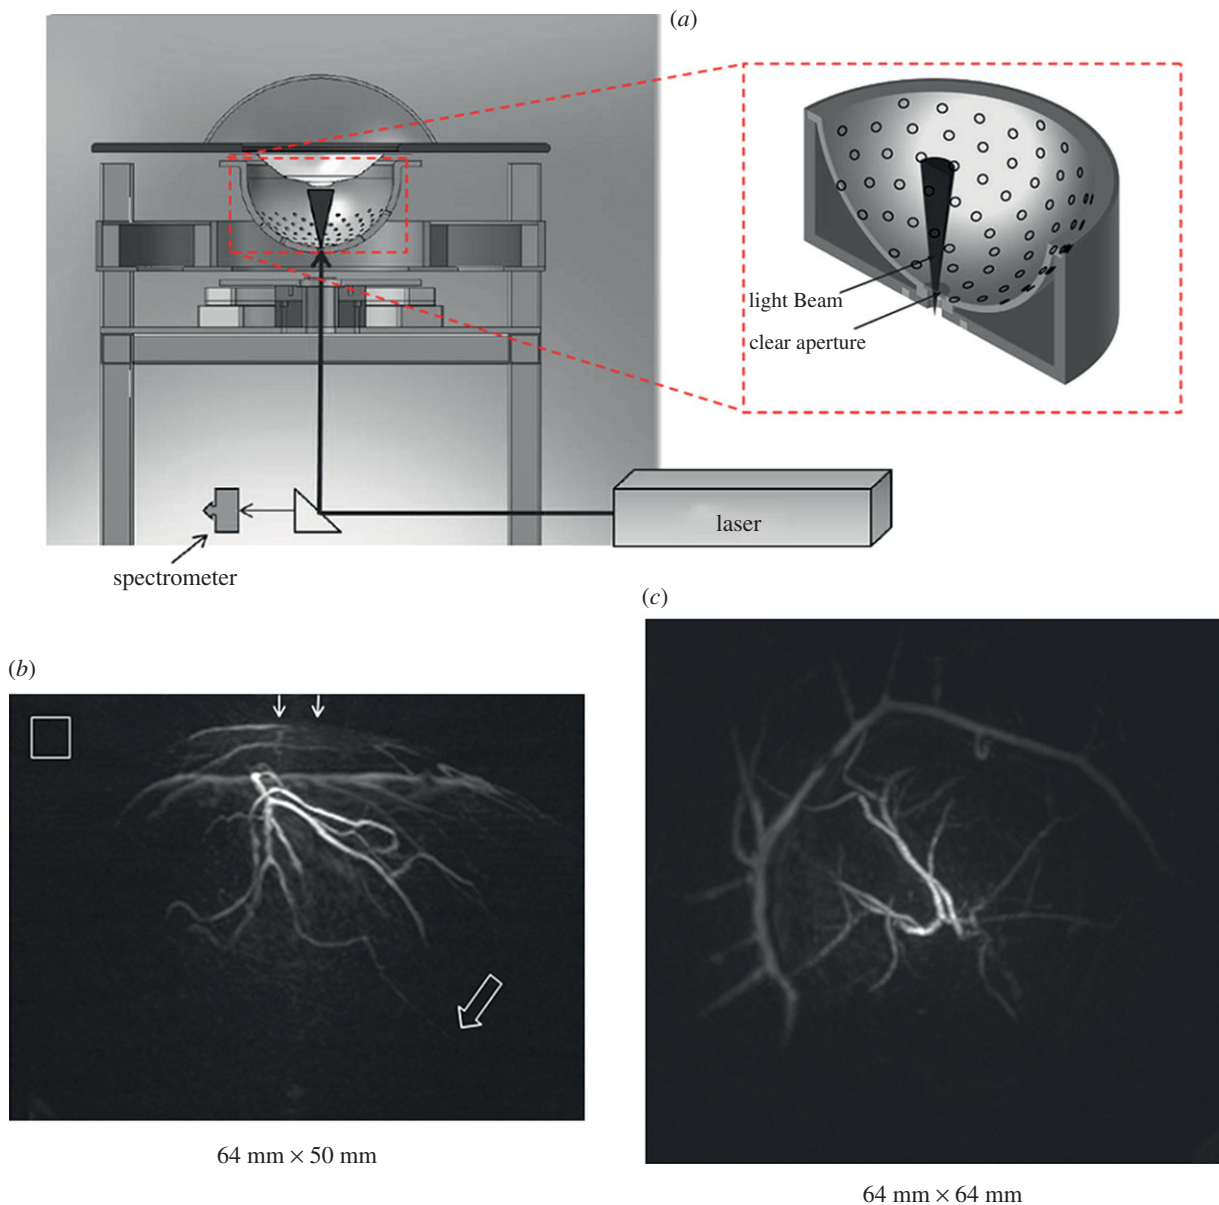 (a)
light Beam
clear aperture
laser
spectrometer
(b)
64 mm × 50 mm
(c)
64 mm × 64 mm